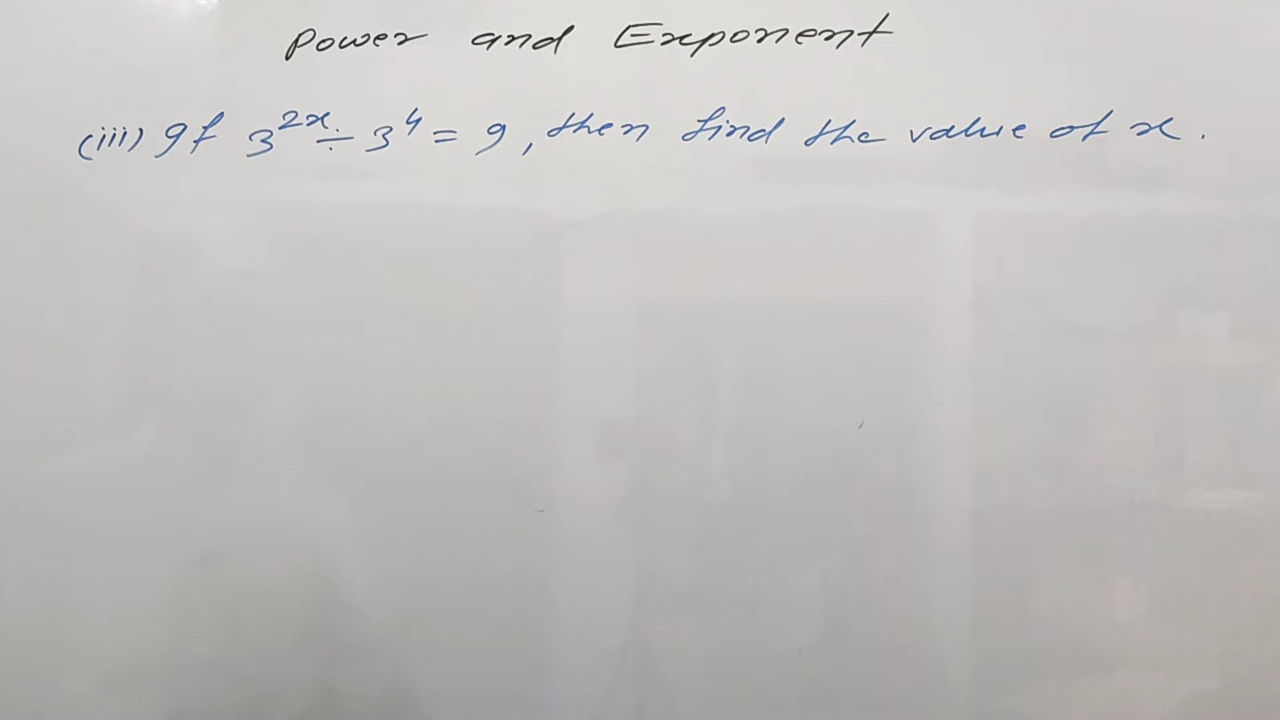 Power and Exponent
(iii) If 3^{2x} ÷ 3^4 = 9, then find the value of x.